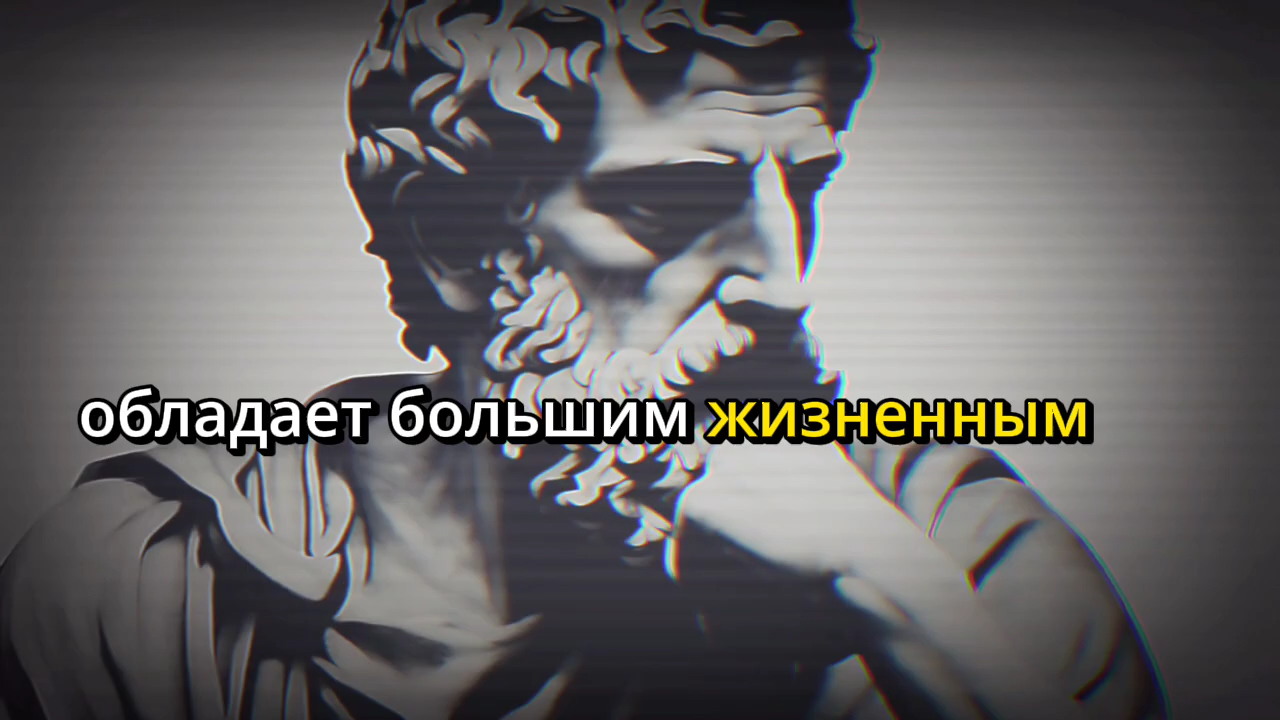 обладает большим жизненным